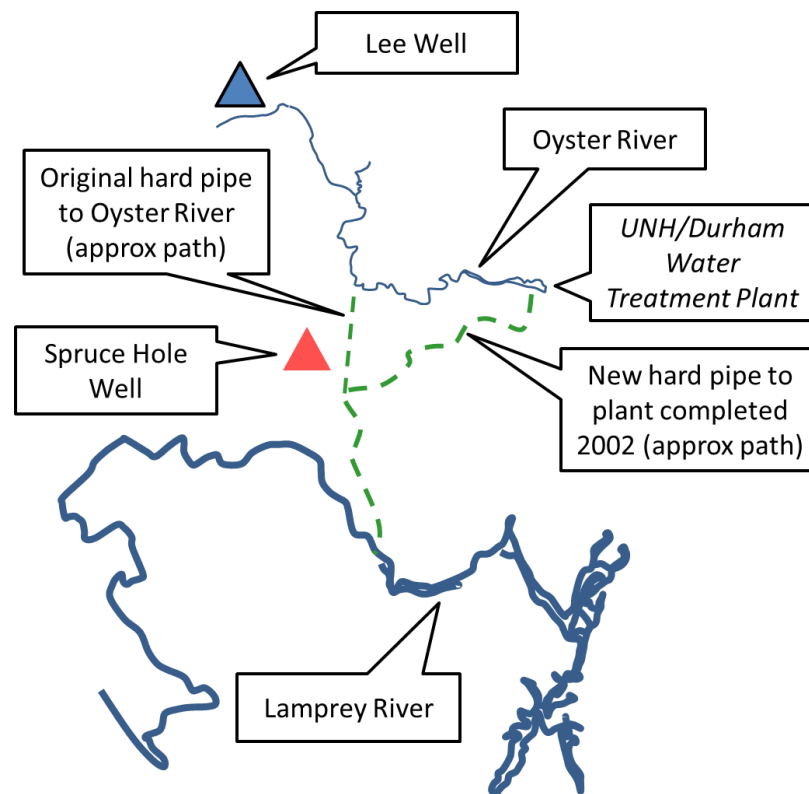 Lee Well
Oyster River
Original hard pipe
to Oyster River
(approx path)
UNH/Durham
Water
Treatment Plant
Spruce Hole
Well
New hard pipe to
plant completed
2002 (approx path)
Lamprey River